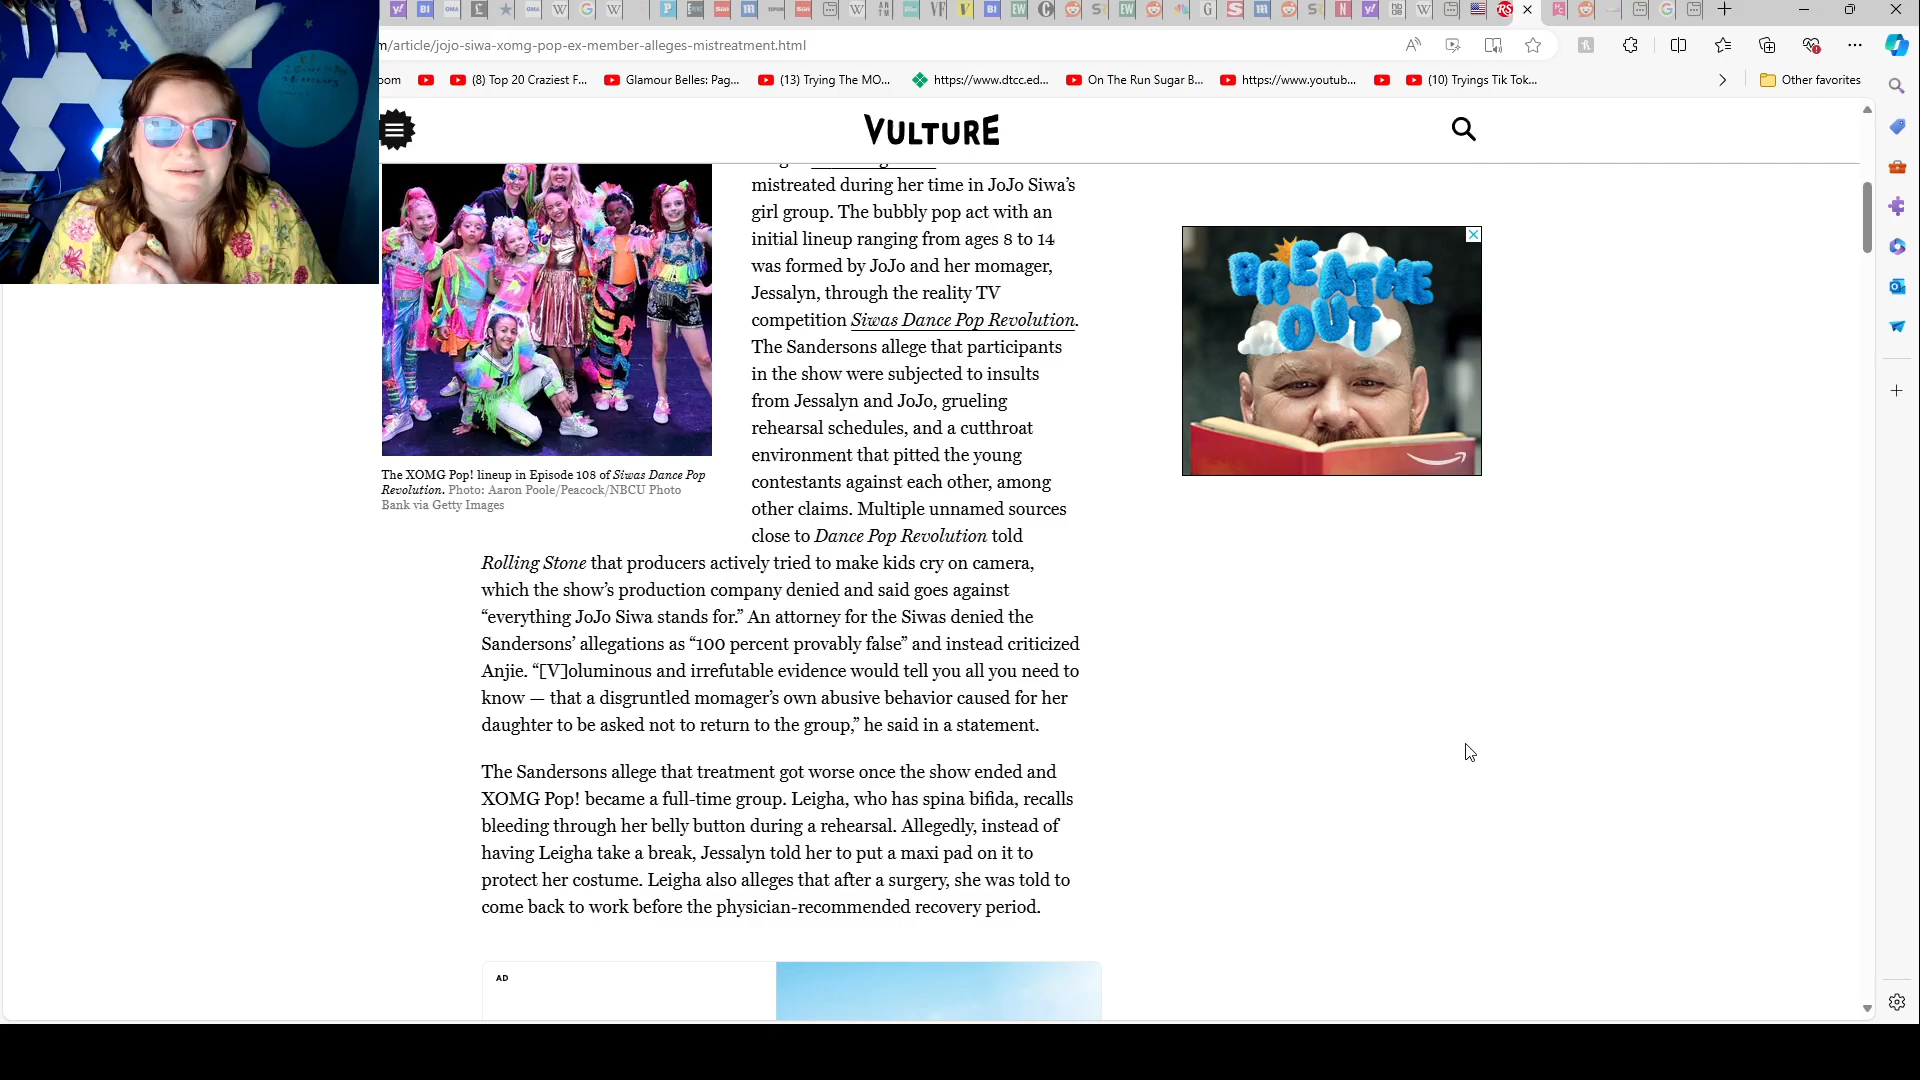 m/article/jojo-siwa-xomg-pop-ex-member-alleges-mistreatment.html
oom
(8) Top 20 Craziest F...
Glamour Belles: Pag...
(13) Trying The MO...
https://www.dtcc.ed...
On The Run Sugar B...
https://www.youtub...
(10) Tryings Tik Tok...
Other favorites
VULTURE
mistreated during her time in JoJo Siwa’s
girl group. The bubbly pop act with an
initial lineup ranging from ages 8 to 14
was formed by JoJo and her momager,
Jessalyn, through the reality TV
competition Siwas Dance Pop Revolution.
The Sandersons allege that participants
in the show were subjected to insults
from Jessalyn and JoJo, grueling
rehearsal schedules, and a cutthroat
environment that pitted the young
contestants against each other, among
other claims. Multiple unnamed sources
close to Dance Pop Revolution told
Rolling Stone that producers actively tried to make kids cry on camera,
which the show’s production company denied and said goes against
“everything JoJo Siwa stands for.” An attorney for the Siwas denied the
Sandersons’ allegations as “100 percent provably false” and instead criticized
Anjie. “[V]oluminous and irrefutable evidence would tell you all you need to
know — that a disgruntled momager’s own abusive behavior caused for her
daughter to be asked not to return to the group,” he said in a statement.
The Sandersons allege that treatment got worse once the show ended and
XOMG Pop! became a full-time group. Leigha, who has spina bifida, recalls
bleeding through her belly button during a rehearsal. Allegedly, instead of
having Leigha take a break, Jessalyn told her to put a maxi pad on it to
protect her costume. Leigha also alleges that after a surgery, she was told to
come back to work before the physician-recommended recovery period.
The XOMG Pop! lineup in Episode 108 of Siwas Dance Pop
Revolution. Photo: Aaron Poole/Peacock/NBCU Photo
Bank via Getty Images
BREATHE
OUT
AD